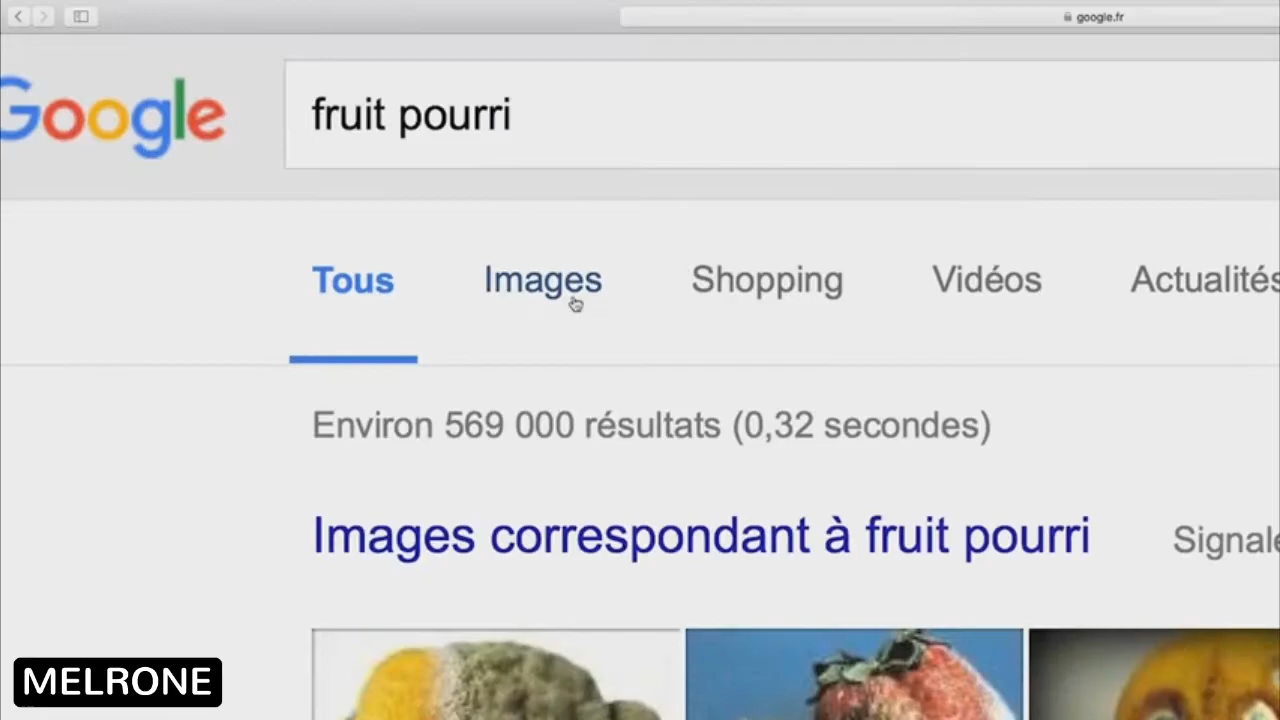 google.fr
Google
fruit pourri
Tous Images Shopping Vidéos Actualités
Environ 569 000 résultats (0,32 secondes)
Images correspondant à fruit pourri
MELRONE